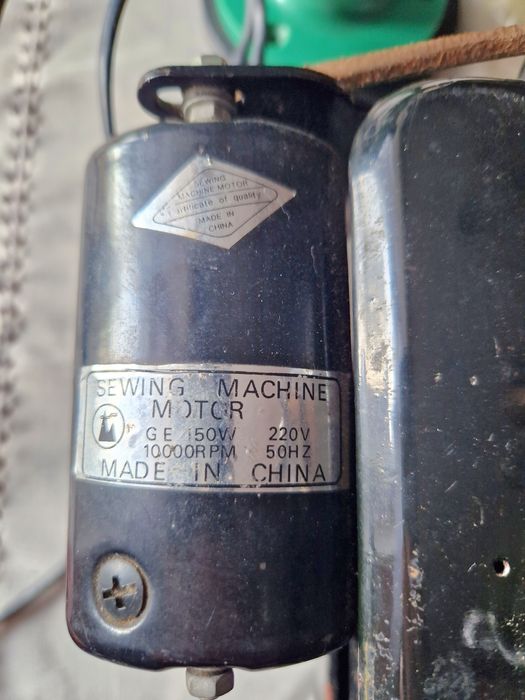 SEWING
MACHINE MOTOR
Certificate of quality
MADE IN
CHINA
SEWING MACHINE
MOTOR
GE 150W 220V
10000RPM 50HZ
MADE IN CHINA